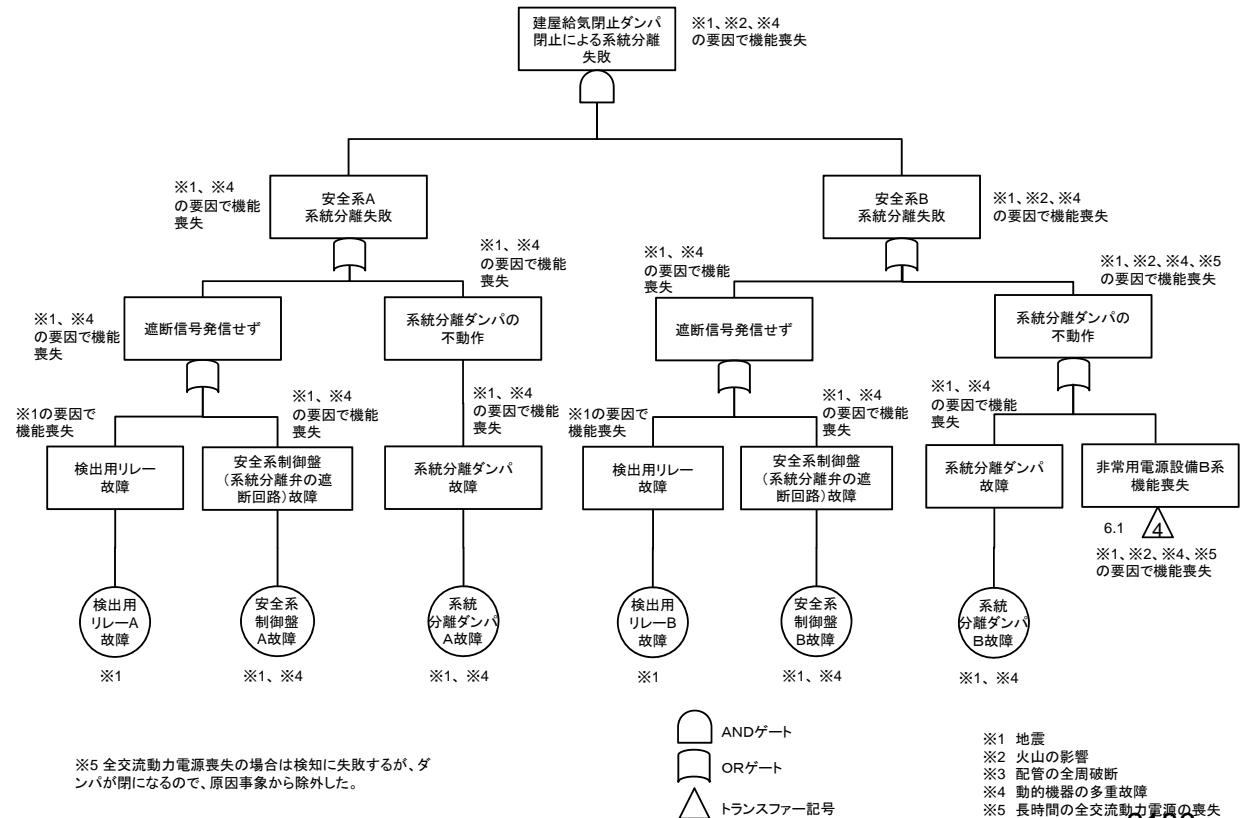 建屋給気閉止ダンパ
閉止による系統分離
失敗
※1、※2、※4
の要因で機能喪失
※1、※4
の要因で機能
喪失
安全系A
系統分離失敗
安全系B
系統分離失敗
※1、※2、※4
の要因で機能喪失
※1、※4
の要因で機能
喪失
遮断信号発信せず
※1、※4
の要因で機能
喪失
系統分離ダンパの
不動作
※1、※4
の要因で機能
喪失
遮断信号発信せず
※1、※2、※4、※5
の要因で機能喪失
系統分離ダンパの
不動作
※1の要因で
機能喪失
検出用リレー
故障
※1、※4
の要因で機能
喪失
安全系制御盤
(系統分離弁の遮
断回路)故障
※1、※4
の要因で機能
喪失
系統分離ダンパ
故障
※1の要因で
機能喪失
検出用リレー
故障
※1、※4
の要因で機能
喪失
安全系制御盤
(系統分離弁の遮
断回路)故障
※1、※4
の要因で機能
喪失
系統分離ダンパ
故障
非常用電源設備B系
機能喪失
6.1
4
※1、※2、※4、※5
の要因で機能喪失
検出用
リレーA
故障
※1
安全系
制御盤
A故障
※1、※4
系統
分離ダンパ
A故障
※1、※4
検出用
リレーB
故障
※1
安全系
制御盤
B故障
※1、※4
系統
分離ダンパ
B故障
※1、※4
※5 全交流動力電源喪失の場合は検知に失敗するが、ダ
ンパが閉になるので、原因事象から除外した。
ANDゲート
ORゲート
トランスファー記号
※1 地震
※2 火山の影響
※3 配管の全周破断
※4 動的機器の多重故障
※5 長時間の全交流動力電源の喪失